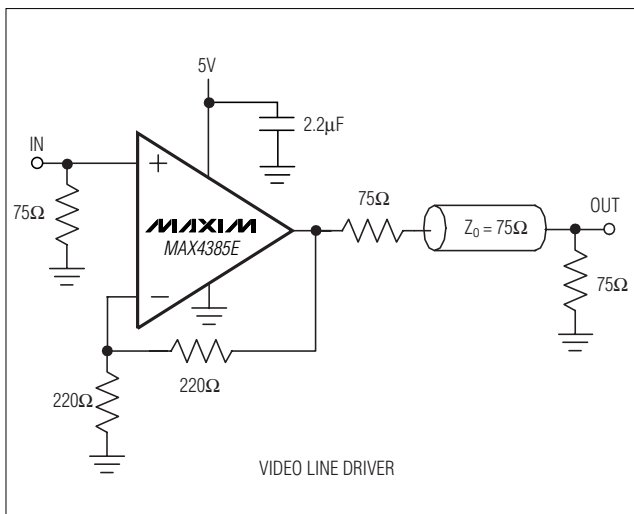 5V
2.2µF
IN
+
75Ω
MAXIM
MAX4385E
−
75Ω
Z0 = 75Ω
OUT
75Ω
220Ω
220Ω
VIDEO LINE DRIVER